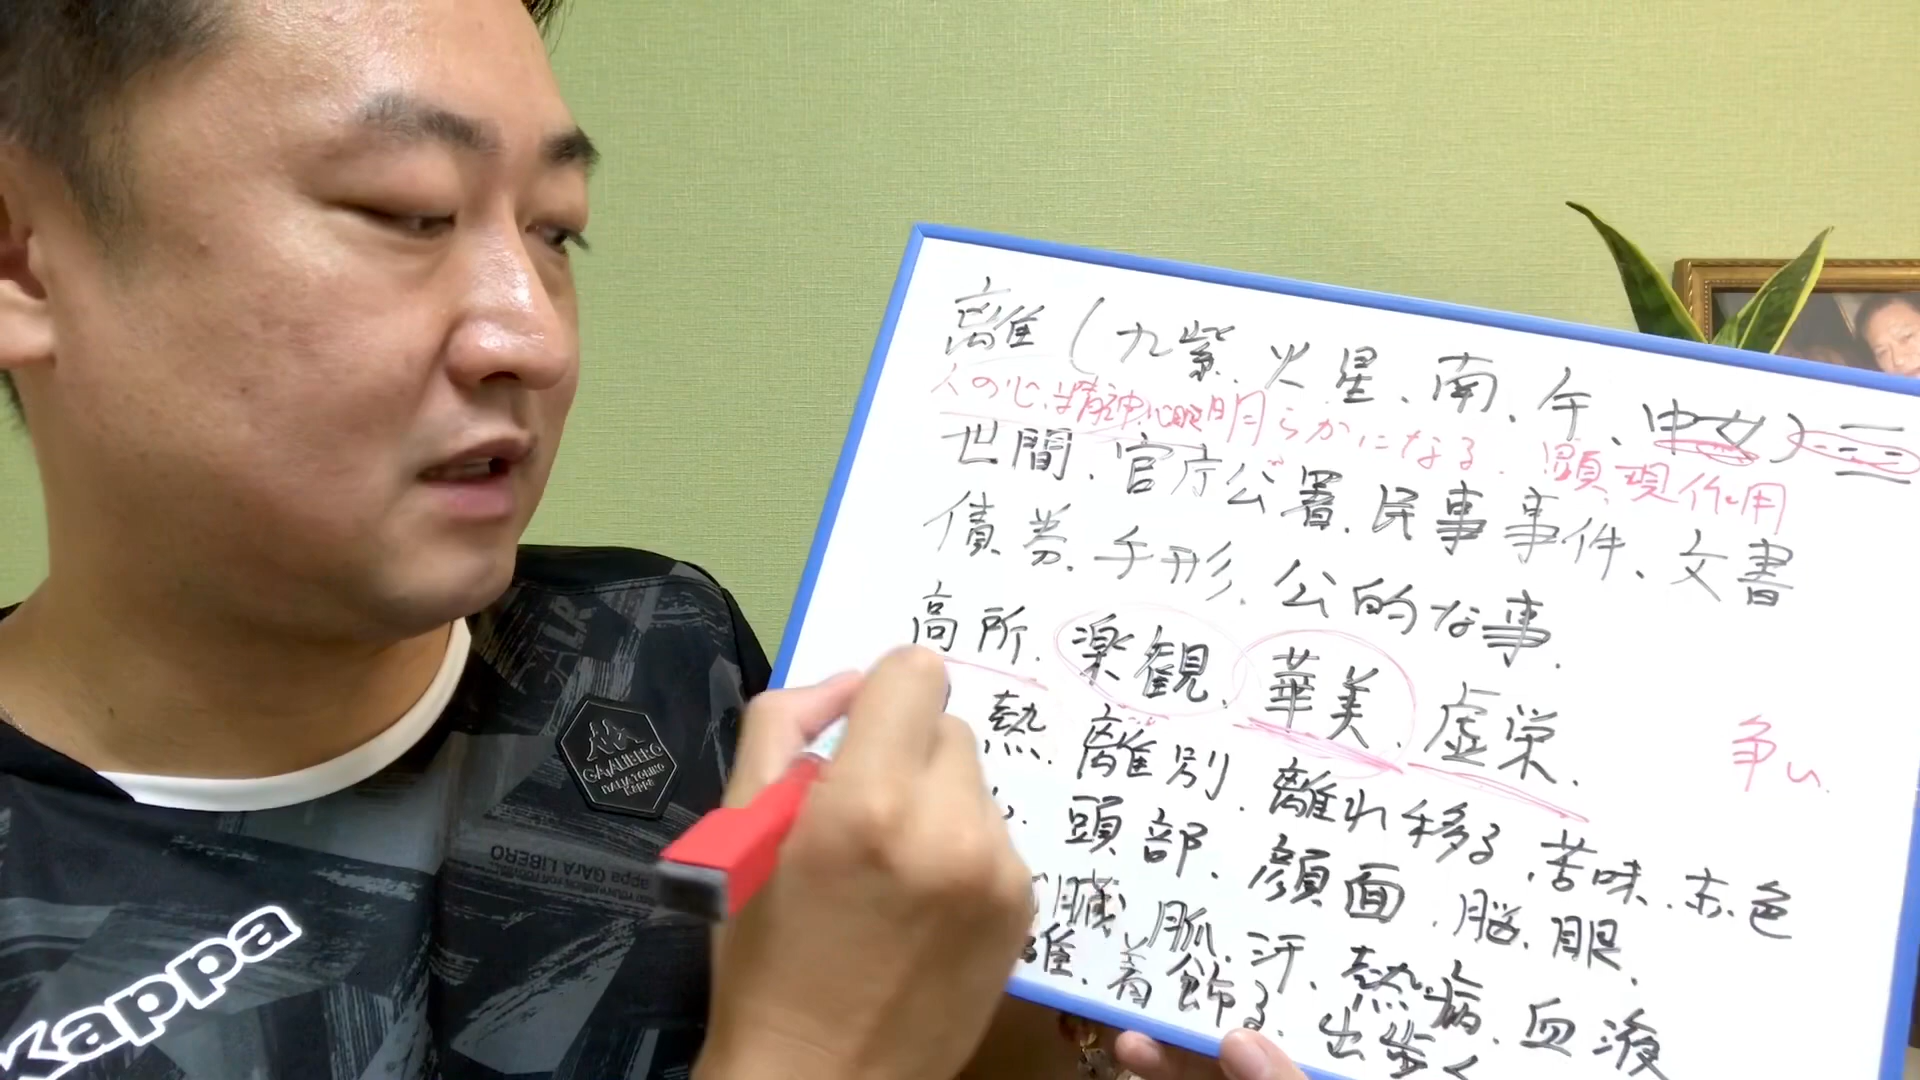 離(九紫、火星、南、午、中女)☲
人の心、精神 明らかになる. 顕現作用
世間、官庁公署、民事事件、文書
債券、手形、公的な事.
高所、楽観、華美、虚栄.
争い
熱、離別、離れ移る、苦味、赤色
頭部、顔面、脳、眼、
臓、脈、汗、熱病、血液
雄、着飾る、出歩く
GARA LIBERO
kappa